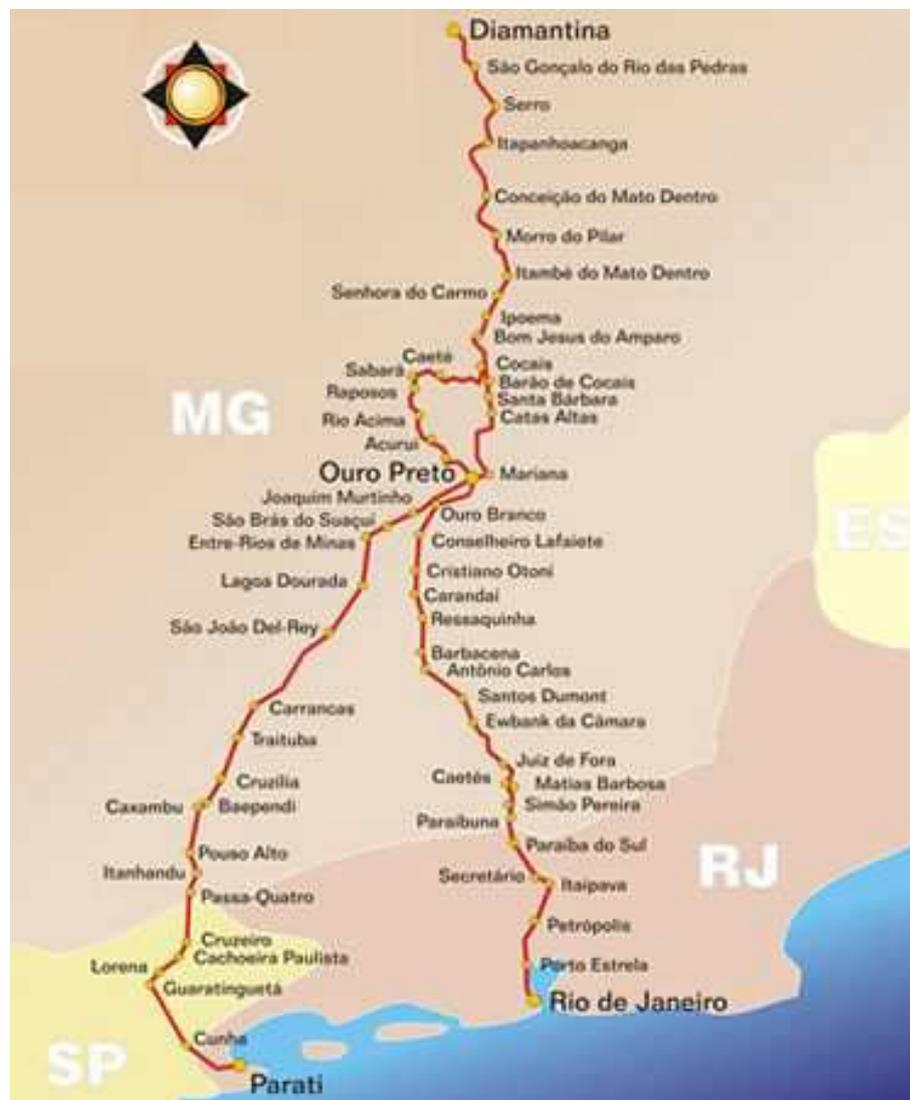 Diamantina
São Gonçalo do Rio das Pedras
Serro
Itapanhoacanga
Conceição do Mato Dentro
Morro do Pilar
Itambé do Mato Dentro
Senhora do Carmo
Ipoema
Bom Jesus do Amparo
Caeté
Cocais
Sabará
Barão de Cocais
Raposos
Santa Bárbara
MG
Rio Acima
Catas Altas
Acuruí
Ouro Preto
Mariana
Joaquim Murtinho
Ouro Branco
São Brás do Suaçuí
ES
Entre-Rios de Minas
Conselheiro Lafaiete
Cristiano Otoni
Lagoa Dourada
Carandaí
Ressaquinha
São João Del-Rey
Barbacena
Antônio Carlos
Santos Dumont
Carrancas
Ewbank da Câmara
Traituba
Juiz de Fora
Cruzília
Caetés
Matias Barbosa
Caxambu
Baependi
Simão Pereira
Paraibuna
Paraíba do Sul
Pouso Alto
RJ
Itanhandu
Secretário
Itaipava
Passa-Quatro
Petrópolis
Cruzeiro
Cachoeira Paulista
Lorena
Porto Estrela
Guaratinguetá
Rio de Janeiro
Cunha
SP
Parati